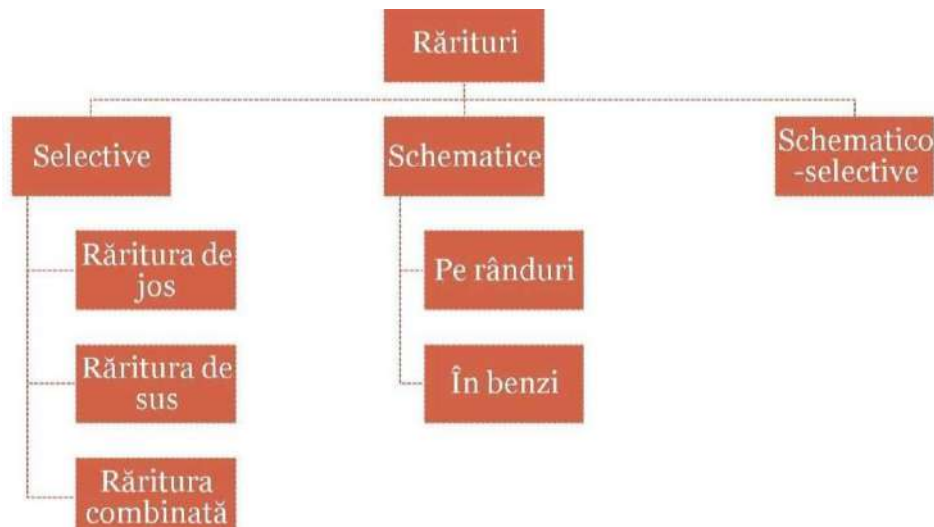 Rărituri
Selective
Schematice
Schematico
-selective
Răritura de
jos
Pe rânduri
Răritura de
sus
În benzi
Răritura
combinată